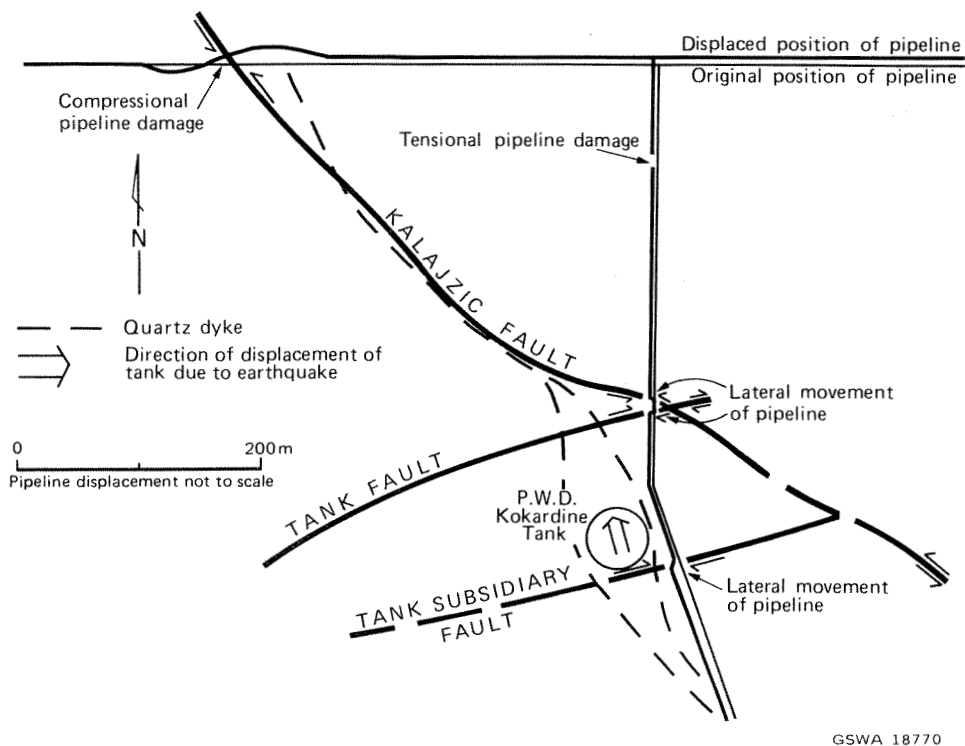 Displaced position of pipeline
Original position of pipeline
Compressional
pipeline damage
Tensional pipeline damage
N
KALAJZIC FAULT
Quartz dyke
Direction of displacement of
tank due to earthquake
Lateral movement
of pipeline
0 200m
Pipeline displacement not to scale
TANK FAULT
P.W.D.
Kokardine
Tank
TANK SUBSIDIARY
FAULT
Lateral movement
of pipeline
GSWA 18770